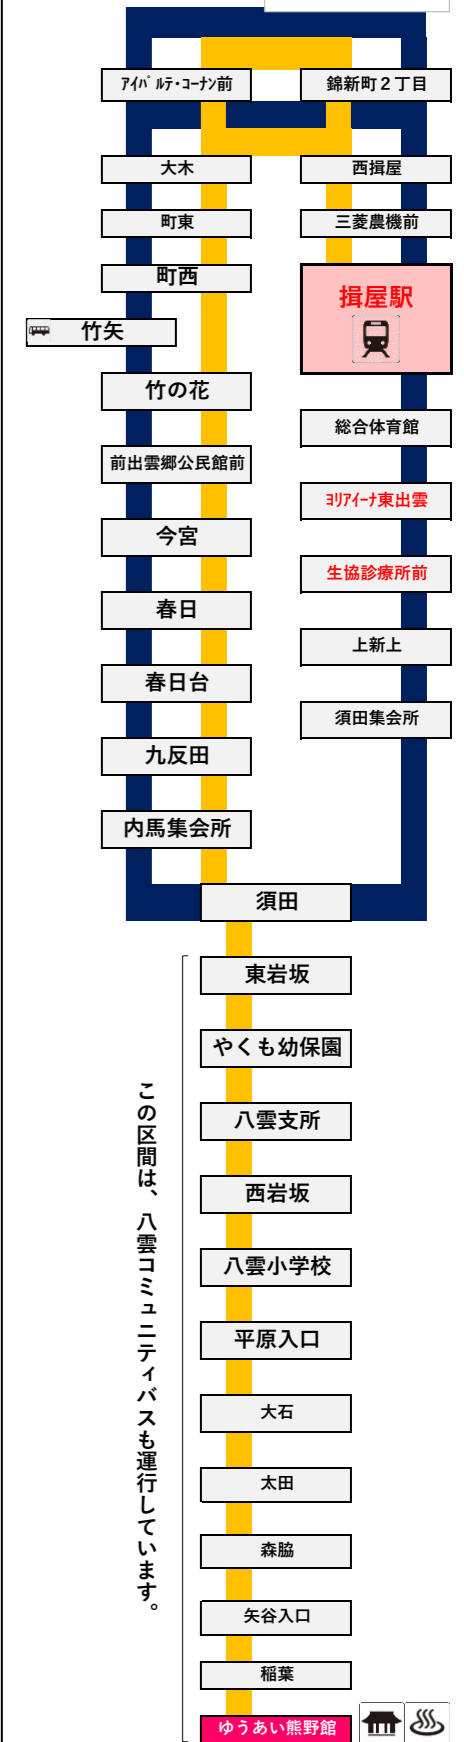 アイパルテ・コーナン前
錦新町２丁目
大木
西揖屋
町東
三菱農機前
町西
揖屋駅
竹矢
竹の花
総合体育館
前出雲郷公民館前
ヨリアイーナ東出雲
今宮
生協診療所前
春日
上新上
春日台
須田集会所
九反田
内馬集会所
須田
東岩坂
やくも幼保園
八雲支所
西岩坂
八雲小学校
平原入口
大石
太田
森脇
矢谷入口
稲葉
ゆうあい熊野館
この区間は、八雲コミュニティバスも運行しています。